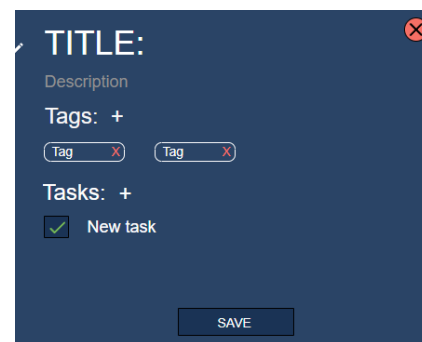 TITLE:
Description
Tags: +
Tag X Tag X
Tasks: +
New task
SAVE